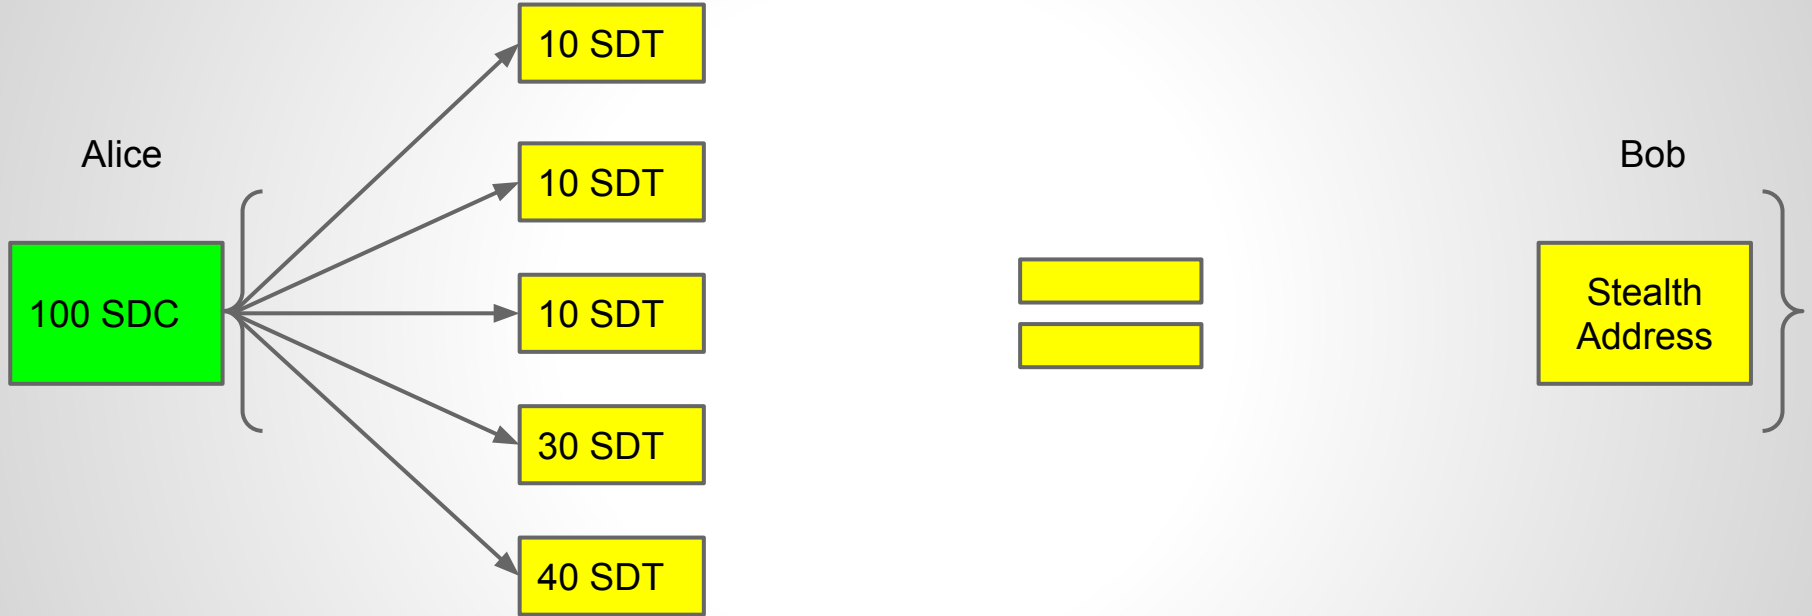 Alice
100 SDC
10 SDT
10 SDT
10 SDT
30 SDT
40 SDT
Bob
Stealth
Address